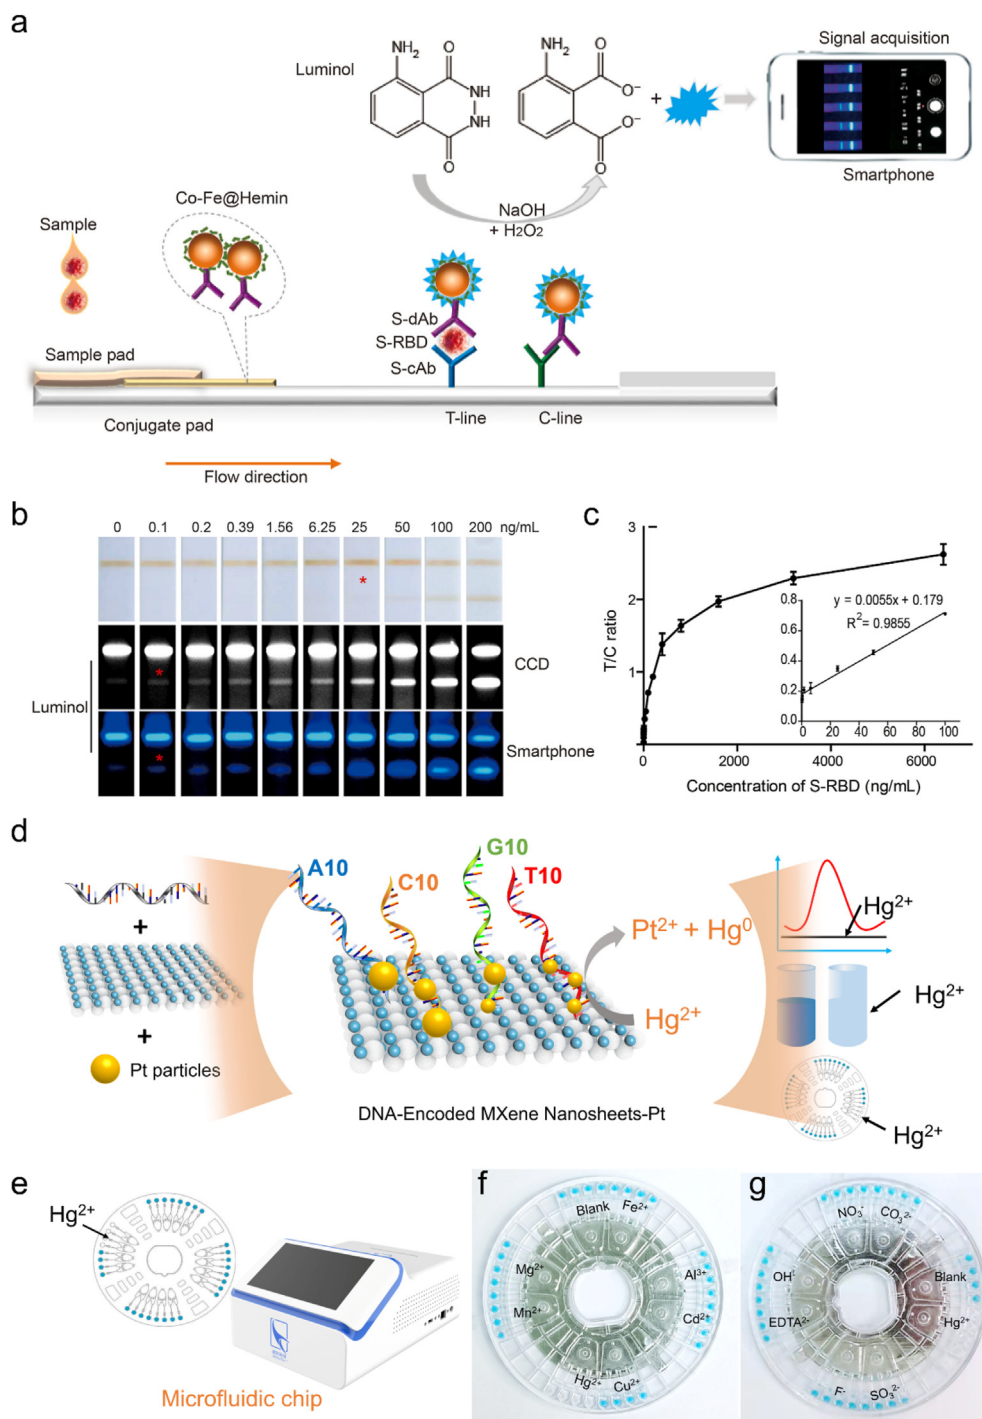 a
Luminol
NH2
O
NH
NH
O
NH2
O
O−
O−
O
+
Signal acquisition
Smartphone
NaOH
+ H2O2
Co-Fe@Hemin
Sample
S-dAb
S-RBD
S-cAb
Sample pad
Conjugate pad
T-line
C-line
Flow direction
b
0 0.1 0.2 0.39 1.56 6.25 25 50 100 200 ng/mL
*
Luminol
*
CCD
*
Smartphone
c
3
2
1
0
T/C ratio
0 2000 4000 6000
Concentration of S-RBD (ng/mL)
y = 0.0055x + 0.179
R2= 0.9855
0.8
0.6
0.4
0.2
0.0
0 20 40 60 80 100
d
+
+
Pt particles
A10
C10
G10
T10
Pt2+ + Hg0
Hg2+
DNA-Encoded MXene Nanosheets-Pt
Hg2+
Hg2+
Hg2+
e
Hg2+
Microfluidic chip
f
Blank
Fe2+
Mg2+
Al3+
Mn2+
Cd2+
Hg2+
Cu2+
g
NO3-
CO32-
OH-
Blank
EDTA2-
Hg2+
F-
SO32-